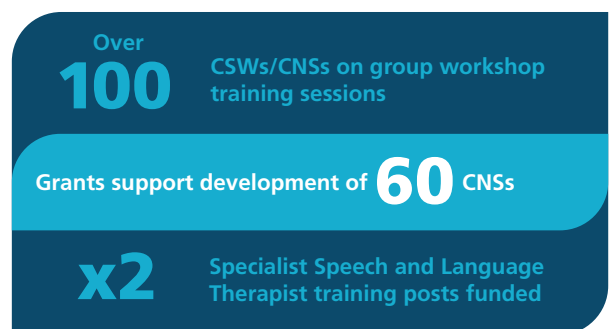 Over
100
CSWs/CNSs on group workshop
training sessions
Grants support development of 60 CNSs
x2
Specialist Speech and Language
Therapist training posts funded